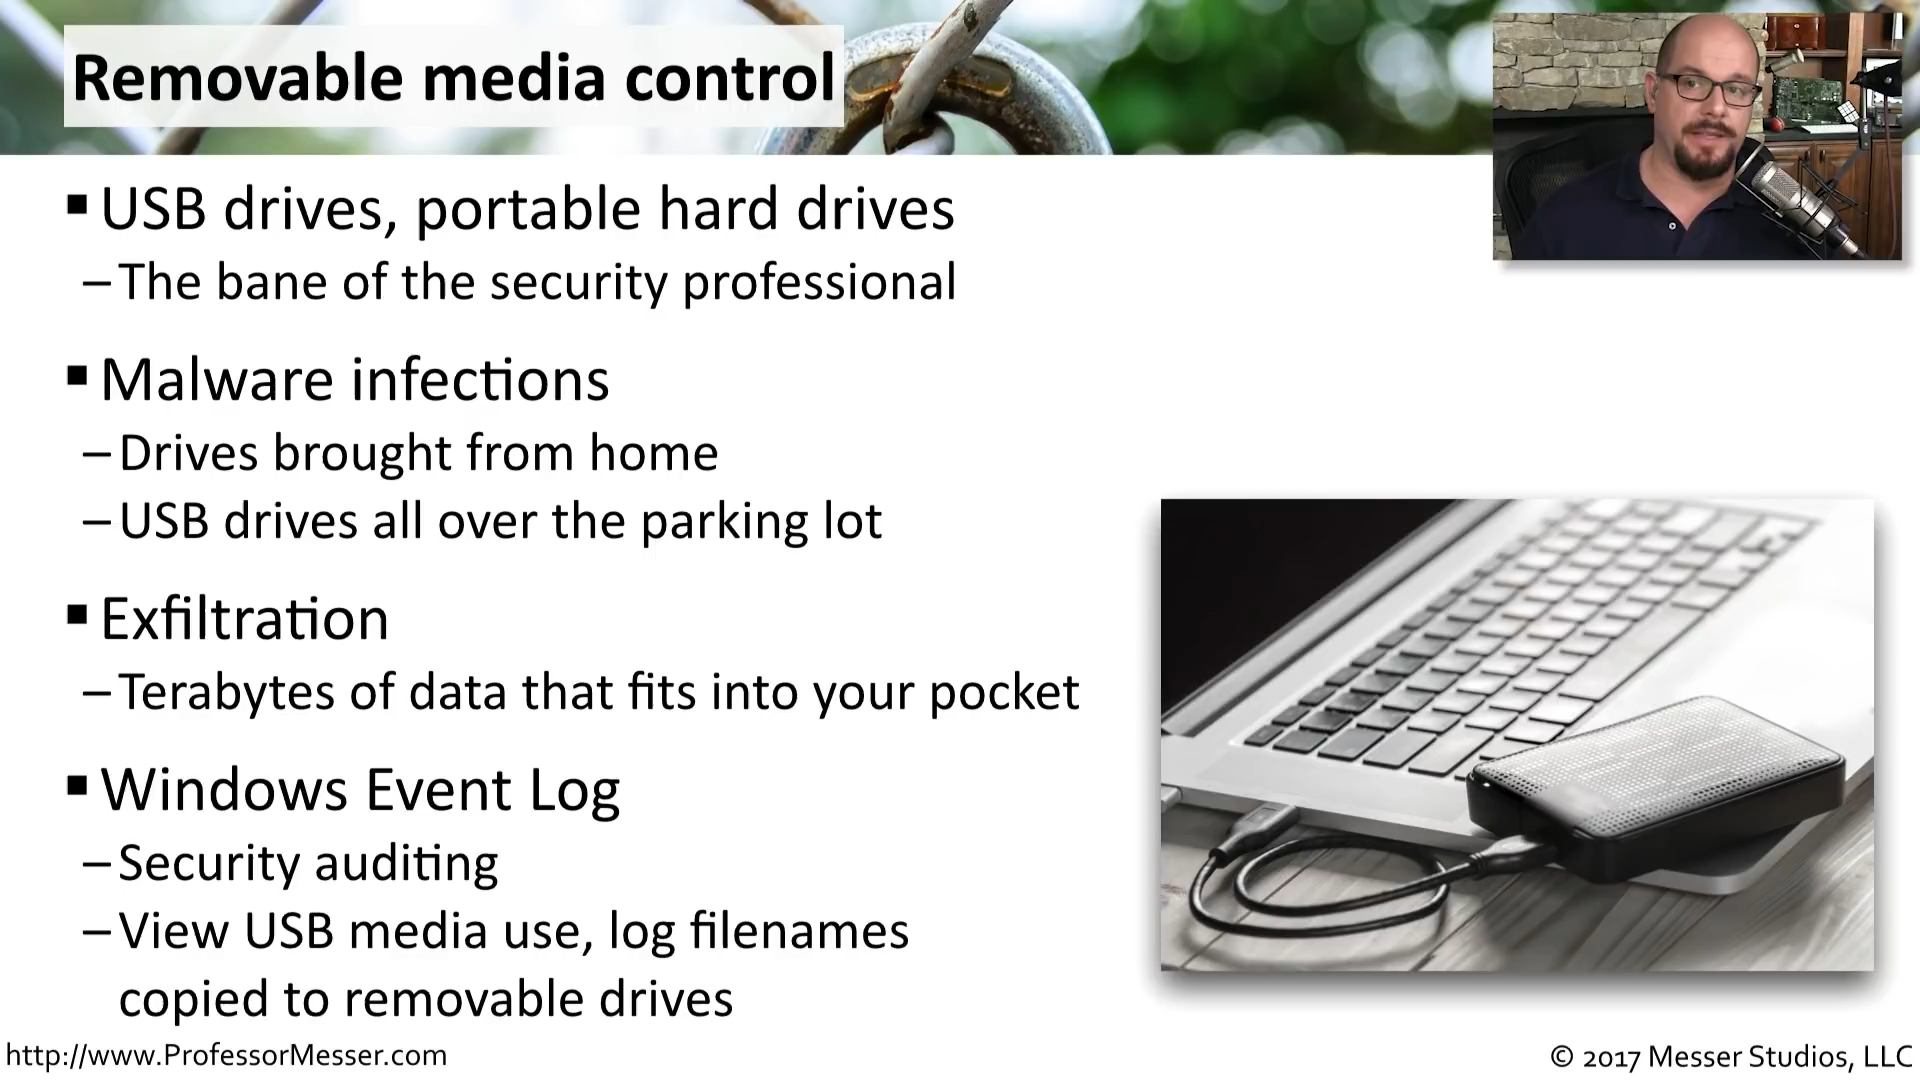 Removable media control
▪ USB drives, portable hard drives
– The bane of the security professional
▪ Malware infections
– Drives brought from home
– USB drives all over the parking lot
▪ Exfiltration
– Terabytes of data that fits into your pocket
▪ Windows Event Log
– Security auditing
– View USB media use, log filenames
copied to removable drives
http://www.ProfessorMesser.com
© 2017 Messer Studios, LLC